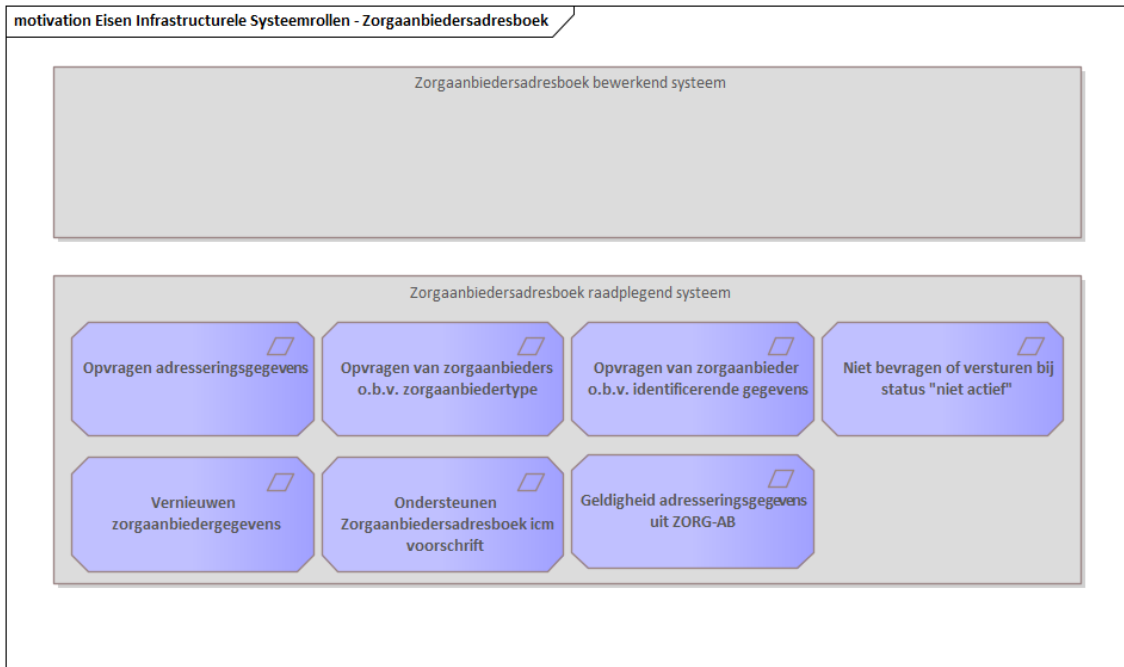 motivation Eisen Infrastructurele Systeemrollen - Zorgaanbiedersadresboek
Zorgaanbiedersadresboek bewerkend systeem
Zorgaanbiedersadresboek raadplegend systeem
Opvragen adresseringsgegevens
Opvragen van zorgaanbieders
o.b.v. zorgaanbiedertype
Opvragen van zorgaanbieder
o.b.v. identificerende gegevens
Niet bevragen of versturen bij
status "niet actief"
Vernieuwen
zorgaanbiedergegevens
Ondersteunen
Zorgaanbiedersadresboek icm
voorschrift
Geldigheid adresseringsgegevens
uit ZORG-AB